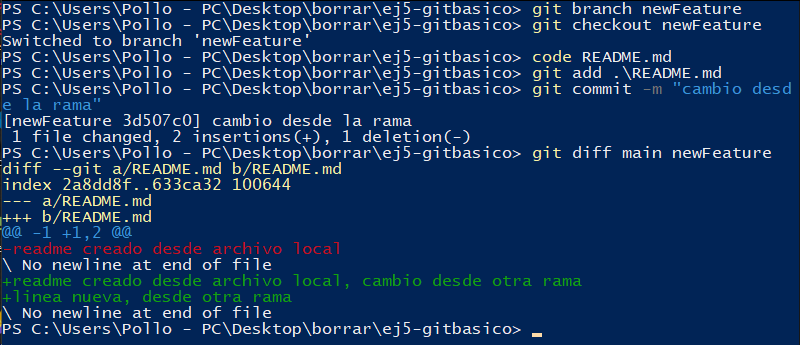 PS C:\Users\Pollo - PC\Desktop\borrar\ej5-gitbasico> git branch newFeature
PS C:\Users\Pollo - PC\Desktop\borrar\ej5-gitbasico> git checkout newFeature
Switched to branch 'newFeature'
PS C:\Users\Pollo - PC\Desktop\borrar\ej5-gitbasico> code README.md
PS C:\Users\Pollo - PC\Desktop\borrar\ej5-gitbasico> git add .\README.md
PS C:\Users\Pollo - PC\Desktop\borrar\ej5-gitbasico> git commit -m "cambio desd
e la rama"
[newFeature 3d507c0] cambio desde la rama
 1 file changed, 2 insertions(+), 1 deletion(-)
PS C:\Users\Pollo - PC\Desktop\borrar\ej5-gitbasico> git diff main newFeature
diff --git a/README.md b/README.md
index 2a8dd8f..633ca32 100644
--- a/README.md
+++ b/README.md
@@ -1 +1,2 @@
-readme creado desde archivo local
\ No newline at end of file
+readme creado desde archivo local, cambio desde otra rama
+linea nueva, desde otra rama
\ No newline at end of file
PS C:\Users\Pollo - PC\Desktop\borrar\ej5-gitbasico>